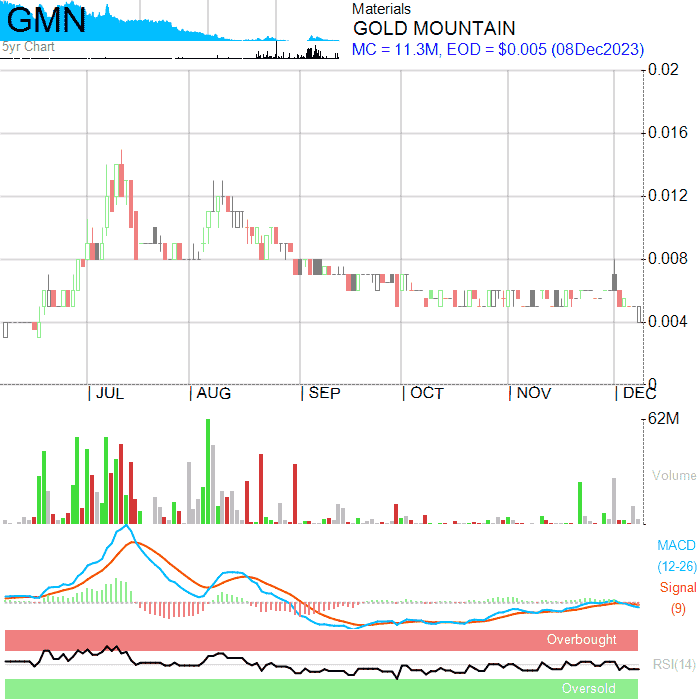 GMN
5yr Chart
Materials
GOLD MOUNTAIN
MC = 11.3M, EOD = $0.005 (08Dec2023)
0.02
0.016
0.012
0.008
0.004
0
JUL
AUG
SEP
OCT
NOV
DEC
62M
Volume
MACD
(12-26)
Signal
(9)
Overbought
RSI(14)
Oversold